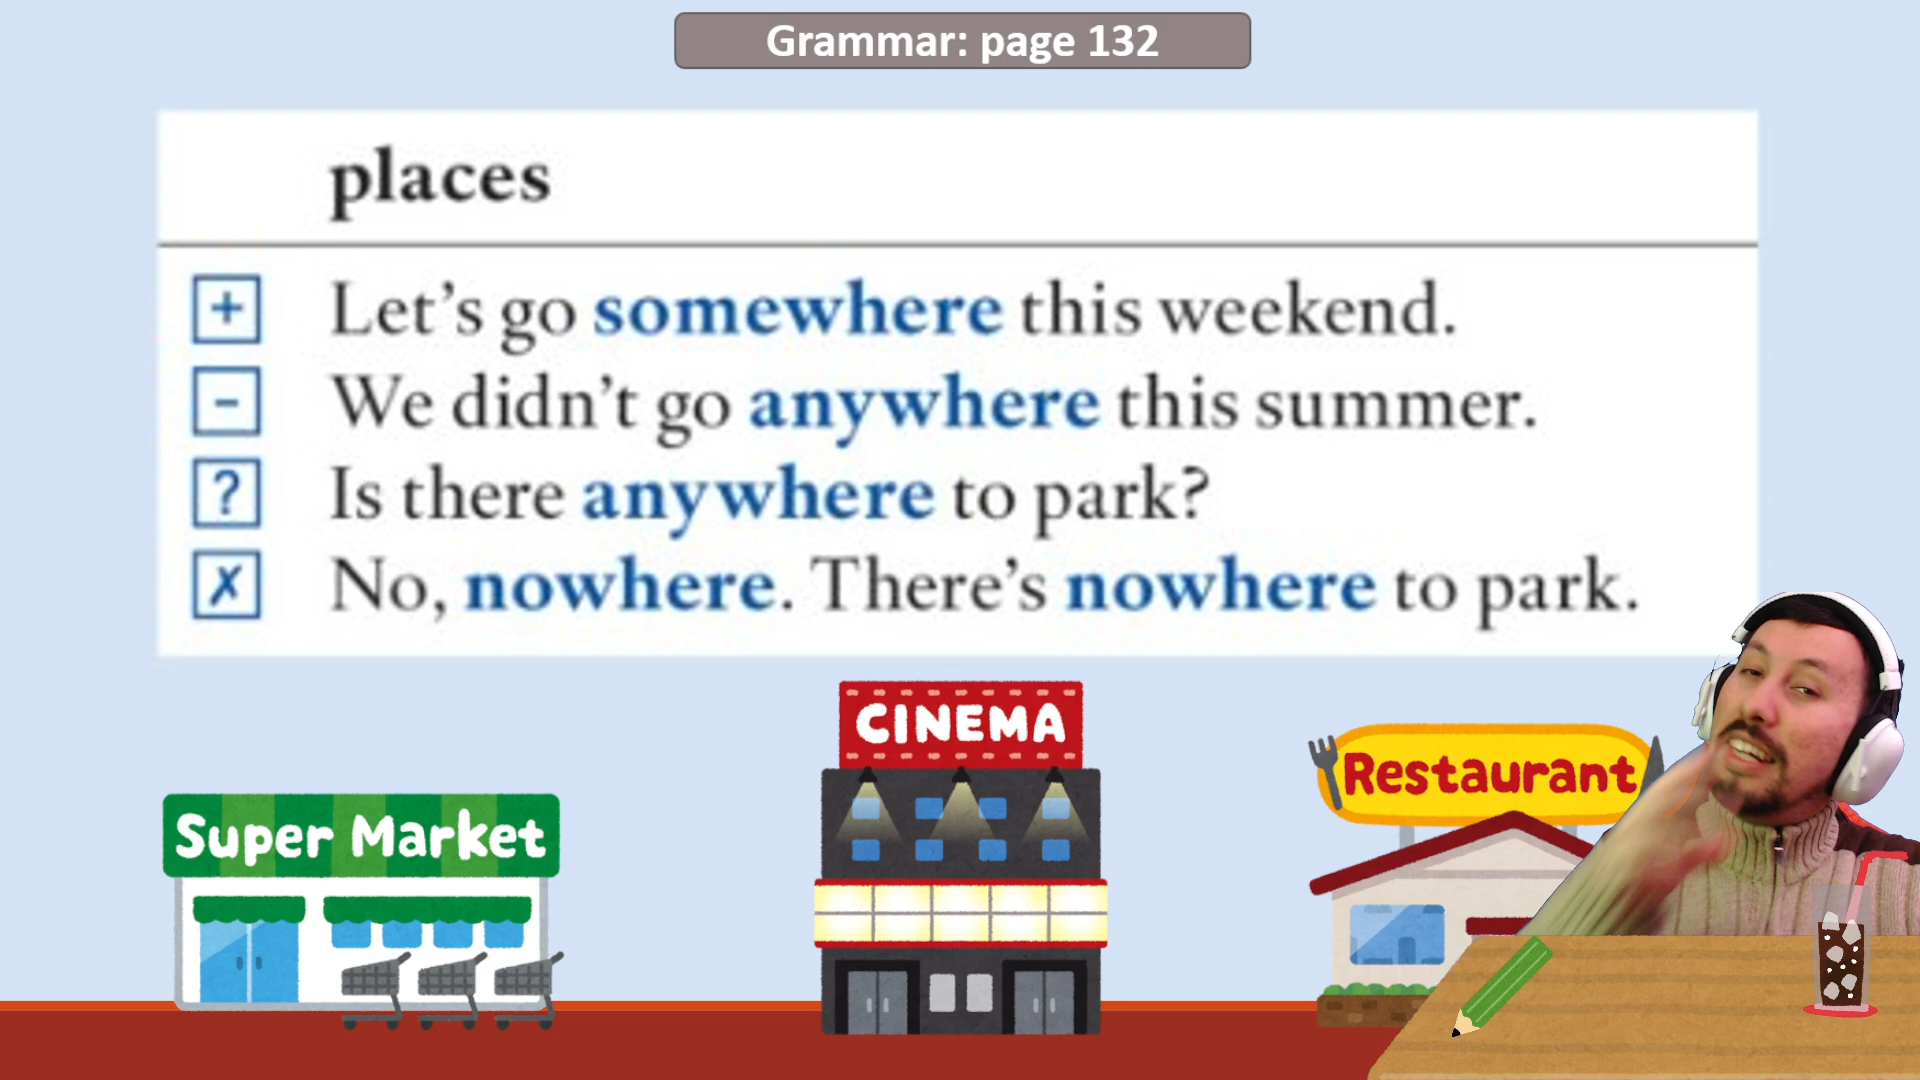 Grammar: page 132
places
+ Let's go somewhere this weekend.
- We didn't go anywhere this summer.
? Is there anywhere to park?
✗ No, nowhere. There's nowhere to park.
CINEMA
Restaurant
Super Market